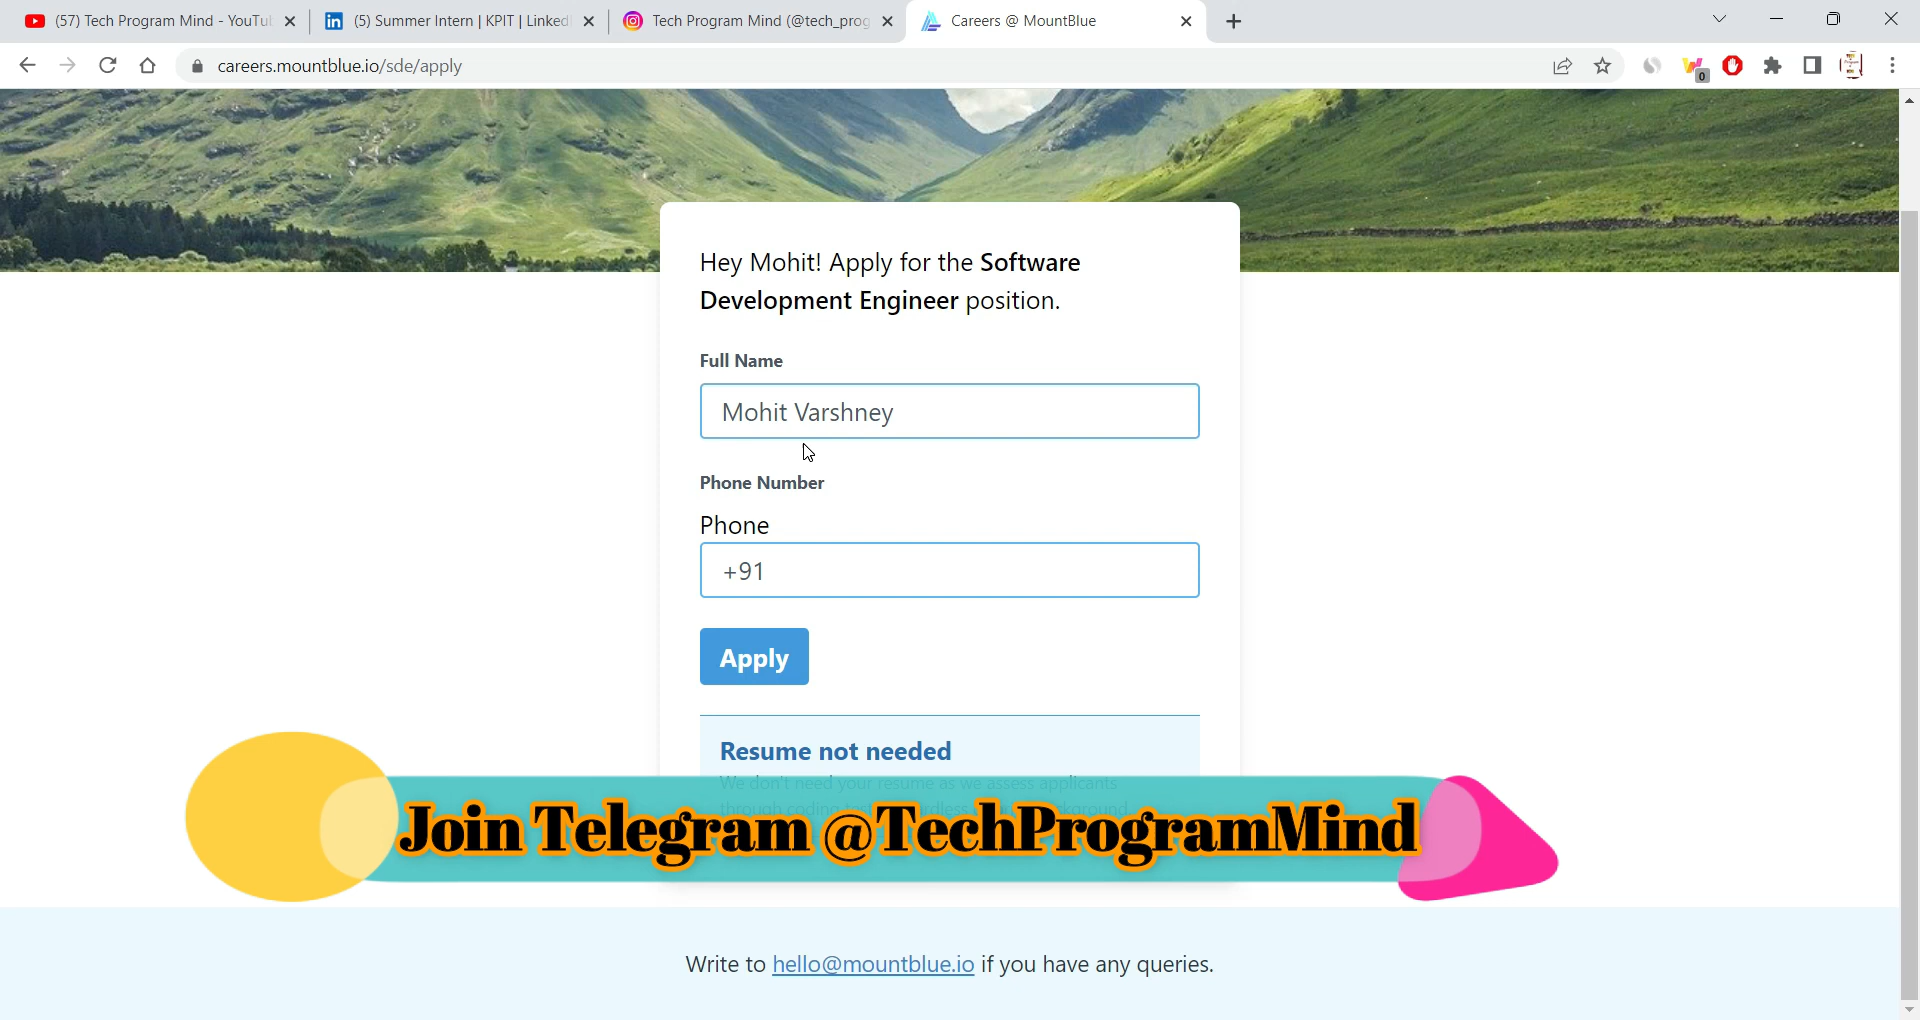 (57) Tech Program Mind - YouTu
(5) Summer Intern | KPIT | Linked
Tech Program Mind (@tech_prog
Careers @ MountBlue
careers.mountblue.io/sde/apply
0
Hey Mohit! Apply for the Software
Development Engineer position.
Full Name
Mohit Varshney
Phone Number
Phone
+91
Apply
Resume not needed
We don't need your resume as we assess applicants
through coding
Join Telegram @TechProgramMind
Write to hello@mountblue.io if you have any queries.